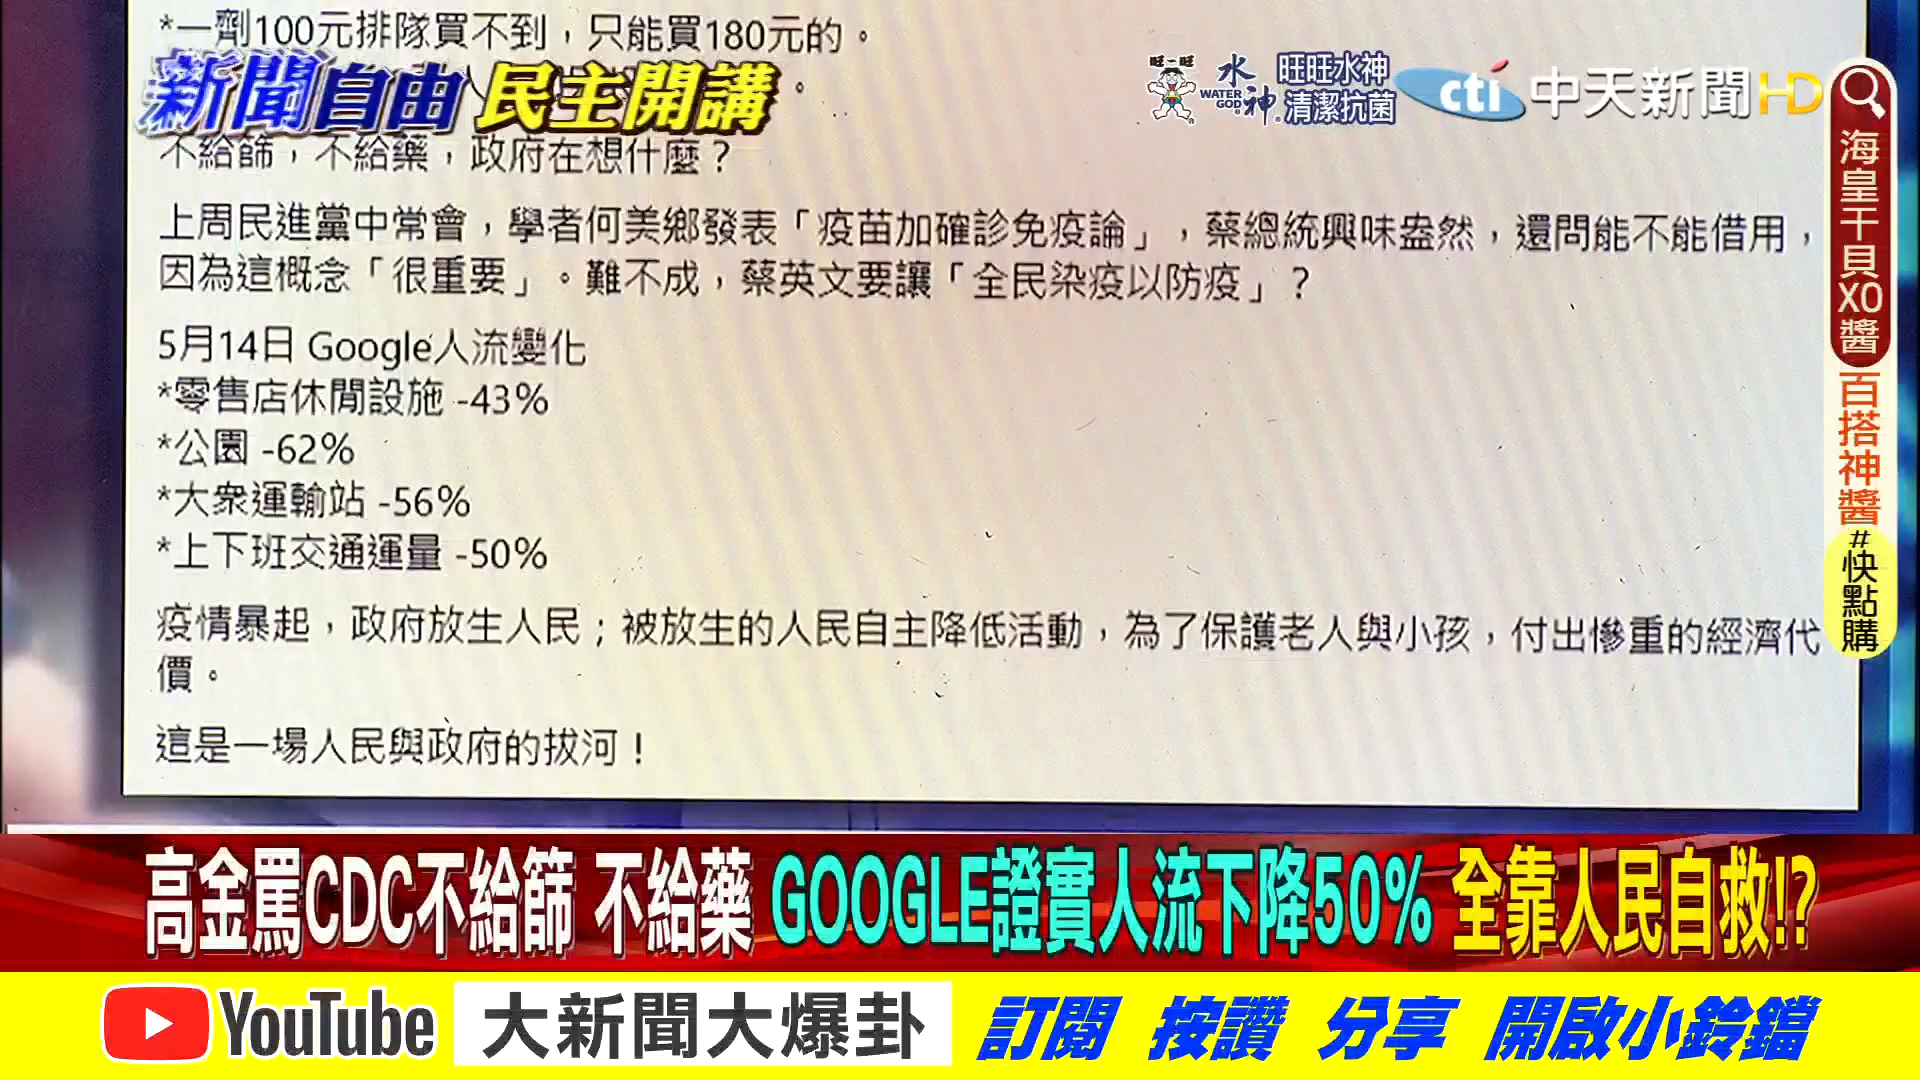 *一劑100元排隊買不到，只能買180元的。
新聞自由 民主開講
旺一旺
水神
WATER GOD
旺旺水神
清潔抗菌
cti 中天新聞HD
不給篩，不給藥，政府在想什麼？
上周民進黨中常會，學者何美鄉發表「疫苗加確診免疫論」，蔡總統興味盎然，還問能不能借用，
因為這概念「很重要」。難不成，蔡英文要讓「全民染疫以防疫」？
5月14日 Google人流變化
*零售店休閒設施 -43%
*公園 -62%
*大眾運輸站 -56%
*上下班交通運量 -50%
疫情暴起，政府放生人民；被放生的人民自主降低活動，為了保護老人與小孩，付出慘重的經濟代
價。
這是一場人民與政府的拔河！
海皇干貝XO醬
百搭神醬
#快點購
高金罵CDC不給篩 不給藥 GOOGLE證實人流下降50% 全靠人民自救!?
YouTube 大新聞大爆卦 訂閱 按讚 分享 開啟小鈴鐺